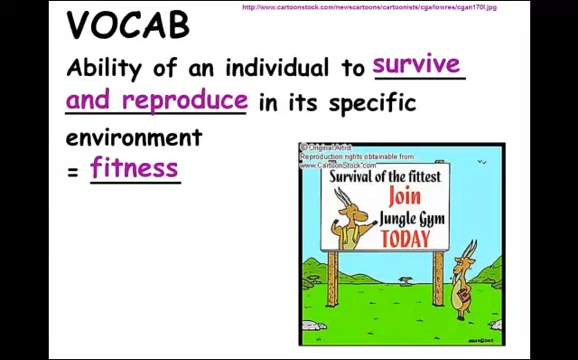 http://www.cartoonstock.com/newscartoons/cartoonists/cga/lowres/cgan170l.jpg
VOCAB
Ability of an individual to survive
and reproduce in its specific
environment
= fitness
© Original Artist
Reproduction rights obtainable from
www.CartoonStock.com
Survival of the fittest
Join
Jungle Gym
TODAY